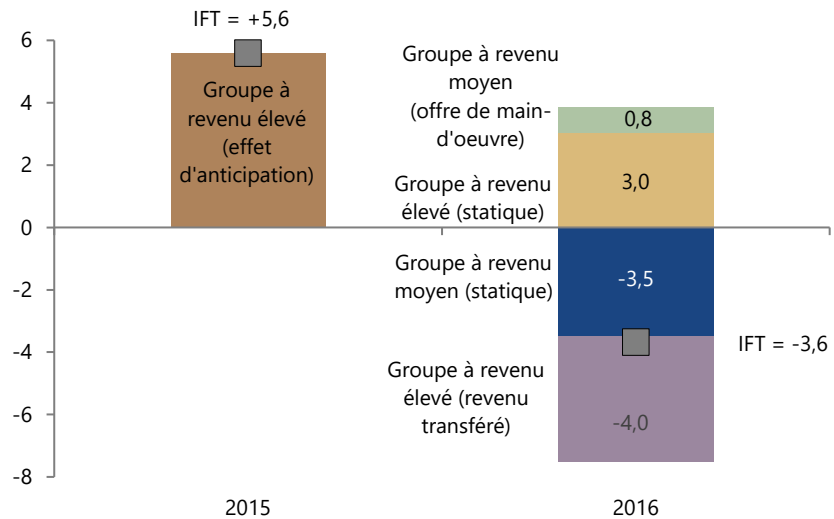 IFT = +5,6
6
4
2
0
-2
-4
-6
-8
Groupe à
revenu élevé
(effet
d'anticipation)
Groupe à revenu
moyen
(offre de main-
d'oeuvre)
0,8
Groupe à revenu
élevé (statique)
3,0
Groupe à revenu
moyen (statique)
-3,5
IFT = -3,6
Groupe à revenu
élevé (revenu
transféré)
-4,0
2015
2016